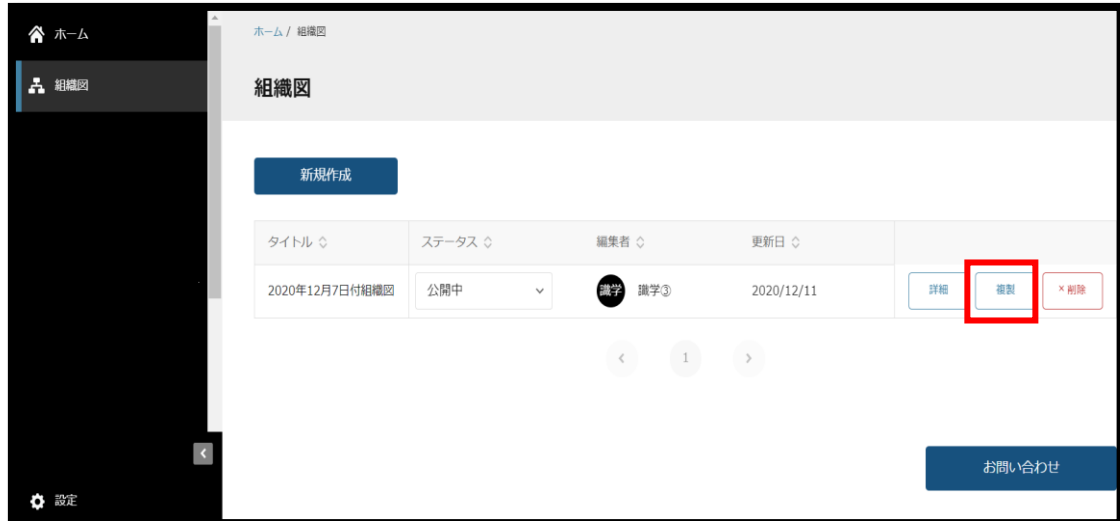 ホーム
組織図
設定
ホーム / 組織図
組織図
新規作成
タイトル ステータス 編集者 更新日
2020年12月7日付組織図 公開中 識学 識学③ 2020/12/11 詳細 複製 ×削除
1
お問い合わせ